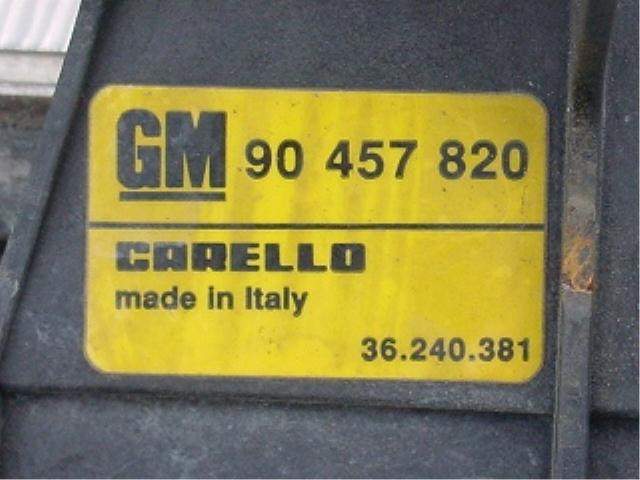 GM 90 457 820
CARELLO
made in Italy
36.240.381